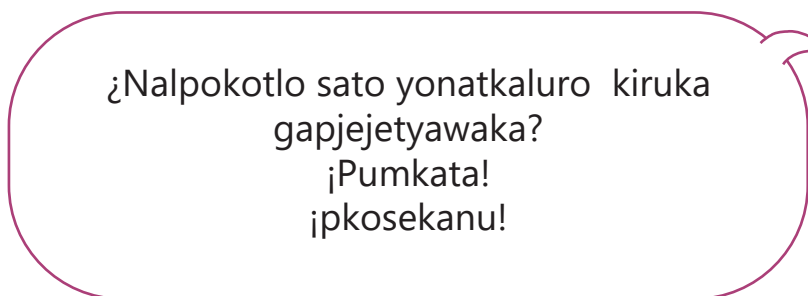 ¿Nalpokotlo sato yonatkaluro  kiruka
gapjejetyawaka?
¡Pumkata!
¡pkosekanu!